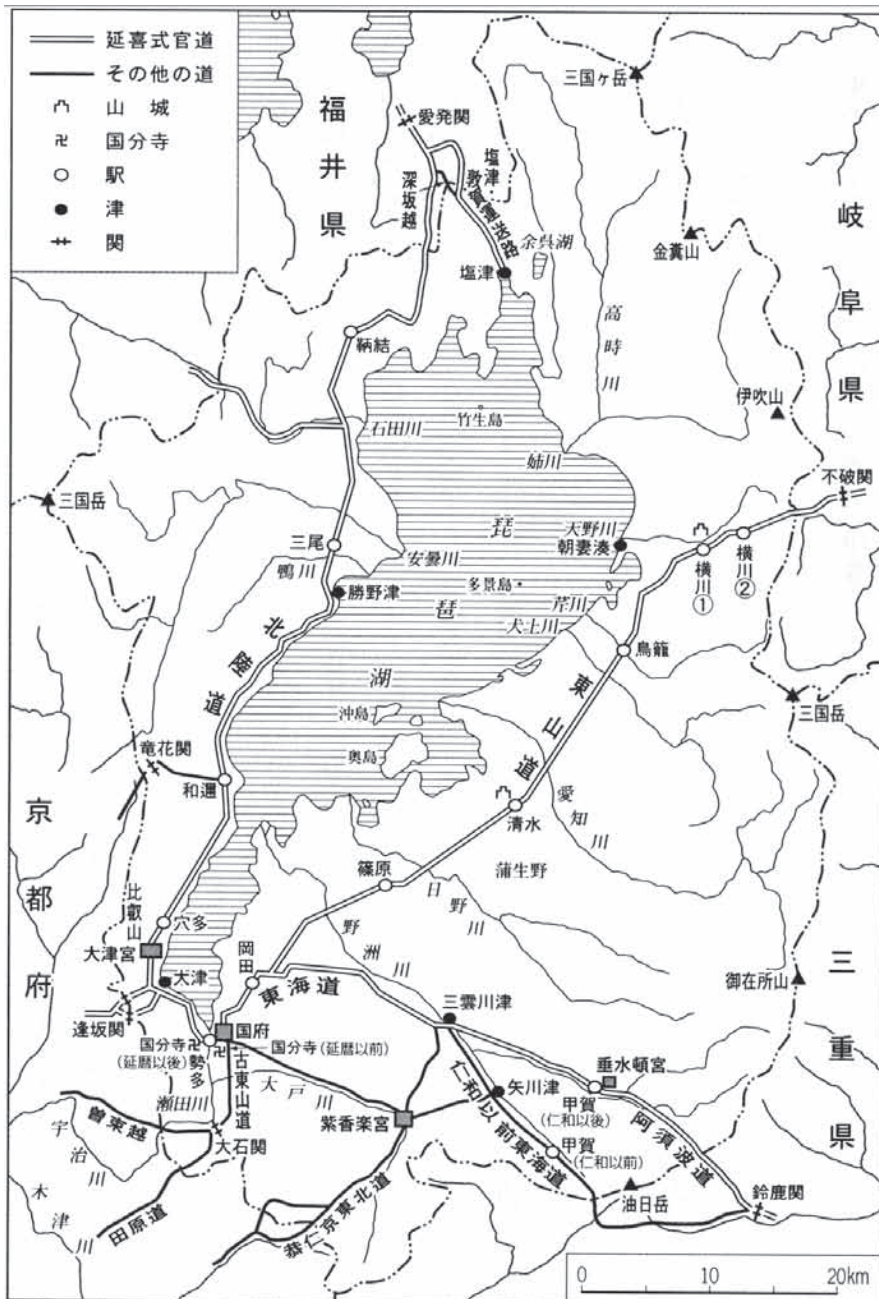 延喜式官道
その他の道
山城
国分寺
駅
津
関
福井県
岐阜県
京都府
三重県
三国ヶ岳
愛発関
深坂越
塩津・敦賀運送路
余呉湖
塩津
金糞山
高時川
鞆結
伊吹山
竹生島
石田川
姉川
不破関
三国岳
琵琶湖
天野川
朝妻湊
横川①
横川②
三尾
安曇川
鴨川
多景島
勝野津
芹川
犬上川
鳥籠
北陸道
東山道
三国岳
沖島
奥島
竜花関
和邇
愛知川
清水
蒲生野
篠原
日野川
比叡山
穴多
野洲川
岡田
大津宮
大津
東海道
御在所山
三雲川津
逢坂関
国府
国分寺(延暦以後)
国分寺(延暦以前)
勢多
古東山道
大戸川
瀬田川
垂水頓宮
矢川津
甲賀(仁和以後)
仁和以前東海道
阿須波道
曾束越
紫香楽宮
宇治川
大石関
甲賀(仁和以前)
油日岳
鈴鹿関
木津川
田原道
恭仁京東北道
0 10 20km